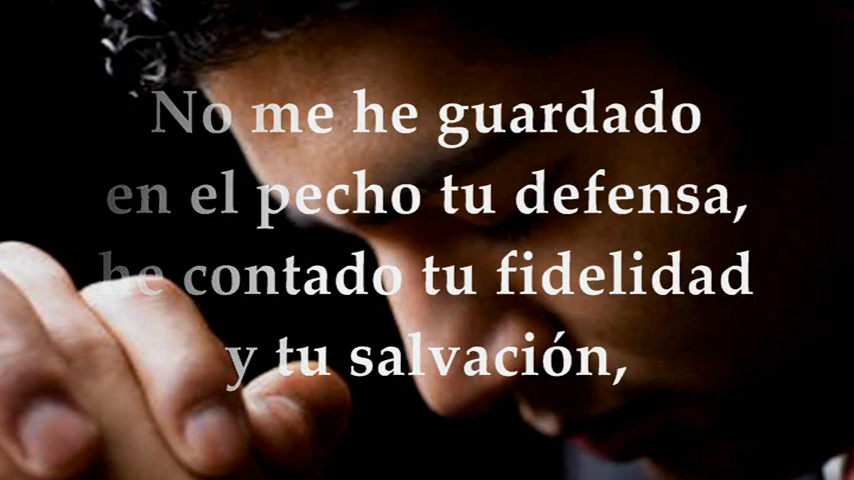 No me he guardado
en el pecho tu defensa,
he contado tu fidelidad
y tu salvación,